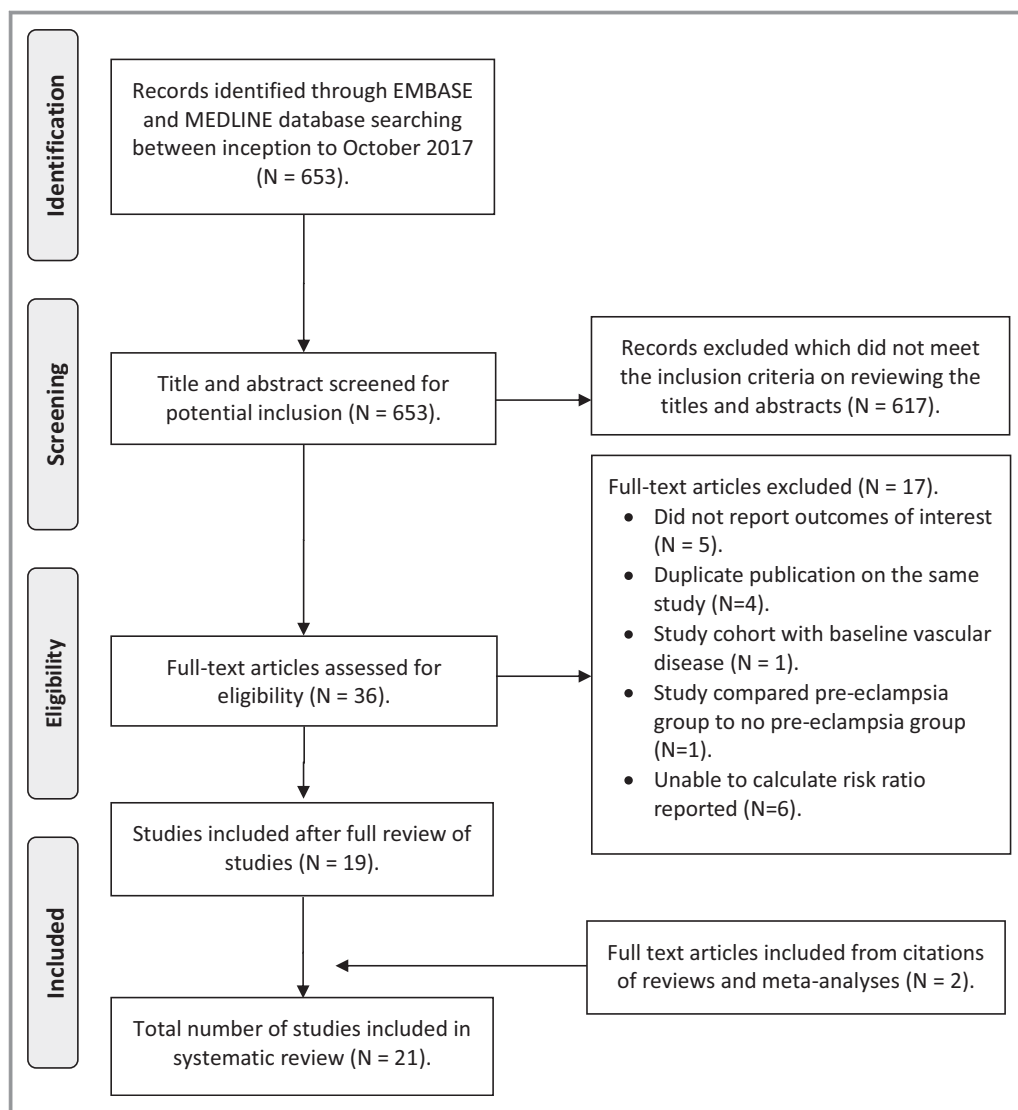 Identification
Records identified through EMBASE
and MEDLINE database searching
between inception to October 2017
(N = 653).
Screening
Title and abstract screened for
potential inclusion (N = 653).
Records excluded which did not meet
the inclusion criteria on reviewing the
titles and abstracts (N = 617).
Eligibility
Full-text articles assessed for
eligibility (N = 36).
Full-text articles excluded (N = 17).
• Did not report outcomes of interest
(N = 5).
• Duplicate publication on the same
study (N=4).
• Study cohort with baseline vascular
disease (N = 1).
• Study compared pre-eclampsia
group to no pre-eclampsia group
(N=1).
• Unable to calculate risk ratio
reported (N=6).
Studies included after full review of
studies (N = 19).
Included
Full text articles included from citations
of reviews and meta-analyses (N = 2).
Total number of studies included in
systematic review (N = 21).